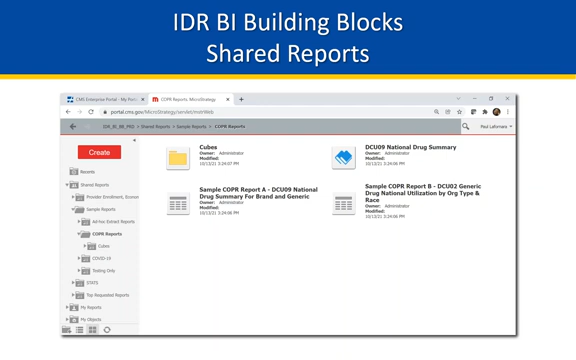 IDR BI Building Blocks
Shared Reports
CMS Enterprise Portal - My Port
COPR Reports. MicroStrategy
portal.cms.gov/MicroStrategy/servlet/mstrWeb
IDR_BI_BB_PRD > Shared Reports > Sample Reports > COPR Reports
Paul Lafornara
Create
Recents
Shared Reports
Provider Enrollment, Econom
Sample Reports
Ad-hoc-Extract Reports
COPR Reports
Cubes
COVID-19
Testing Only
STATS
Top Requested Reports
My Reports
My Objects
Cubes
Owner: Administrator
Modified:
10/13/21 3:24:07 PM
DCU09 National Drug Summary
Owner: Administrator
Modified:
10/13/21 3:24:06 PM
Sample COPR Report A - DCU09 National
Drug Summary For Brand and Generic
Owner: Administrator
Modified:
10/13/21 3:24:06 PM
Sample COPR Report B - DCU02 Generic
Drug National Utilization by Org Type &
Race
Owner: Administrator
Modified:
10/13/21 3:24:06 PM